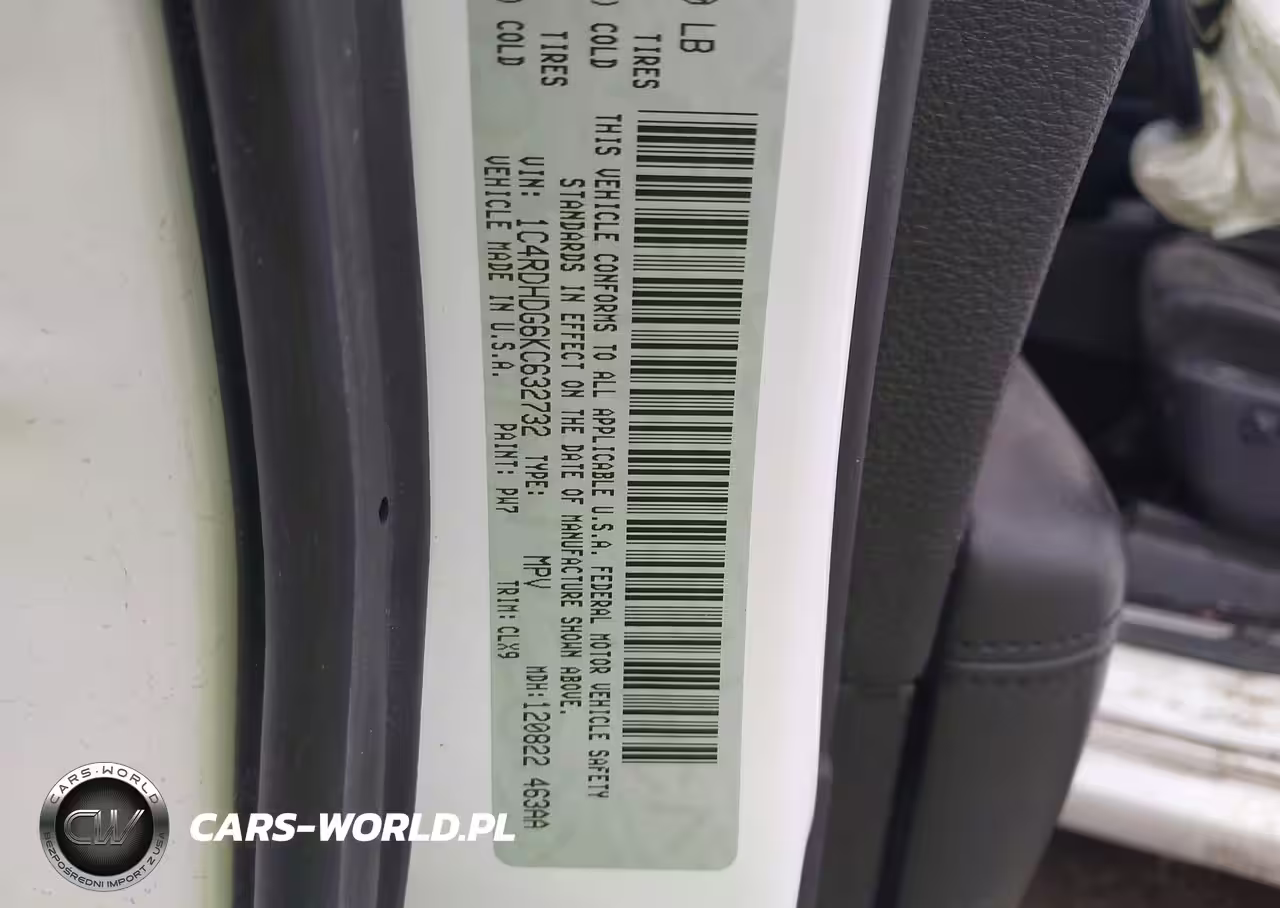 LB
TIRES
) COLD
TIRES
) COLD
THIS VEHICLE CONFORMS TO ALL APPLICABLE U.S.A. FEDERAL MOTOR VEHICLE SAFETY
STANDARDS IN EFFECT ON THE DATE OF MANUFACTURE SHOWN ABOVE.
VIN: 1C4RDHDG6KC632732 TYPE: MPV MDH:120822 463AA
VEHICLE MADE IN U.S.A. PAINT: PW7 TRIM:CLX9
CARS-WORLD
CW
BEZPOŚREDNI IMPORT Z USA
CARS-WORLD.PL